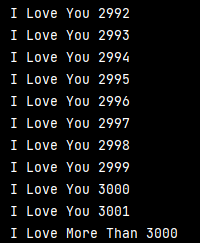 I Love You 2992
I Love You 2993
I Love You 2994
I Love You 2995
I Love You 2996
I Love You 2997
I Love You 2998
I Love You 2999
I Love You 3000
I Love You 3001
I Love More Than 3000